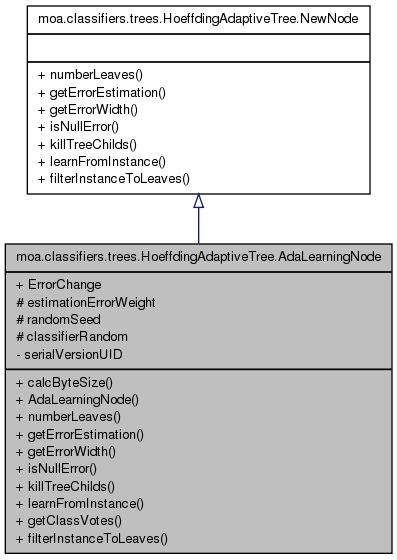 moa.classifiers.trees.HoeffdingAdaptiveTree.NewNode
+ numberLeaves()
+ getErrorEstimation()
+ getErrorWidth()
+ isNullError()
+ killTreeChilds()
+ learnFromInstance()
+ filterInstanceToLeaves()
moa.classifiers.trees.HoeffdingAdaptiveTree.AdaLearningNode
+ ErrorChange
# estimationErrorWeight
# randomSeed
# classifierRandom
- serialVersionUID
+ calcByteSize()
+ AdaLearningNode()
+ numberLeaves()
+ getErrorEstimation()
+ getErrorWidth()
+ isNullError()
+ killTreeChilds()
+ learnFromInstance()
+ getClassVotes()
+ filterInstanceToLeaves()